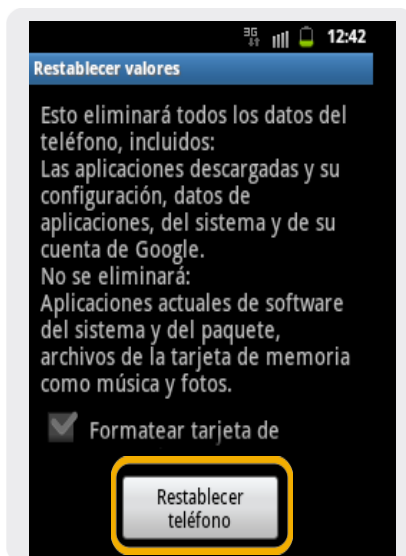 3G 12:42
Restablecer valores
Esto eliminará todos los datos del
teléfono, incluidos:
Las aplicaciones descargadas y su
configuración, datos de
aplicaciones, del sistema y de su
cuenta de Google.
No se eliminará:
Aplicaciones actuales de software
del sistema y del paquete,
archivos de la tarjeta de memoria
como música y fotos.
Formatear tarjeta de
Restablecer
teléfono